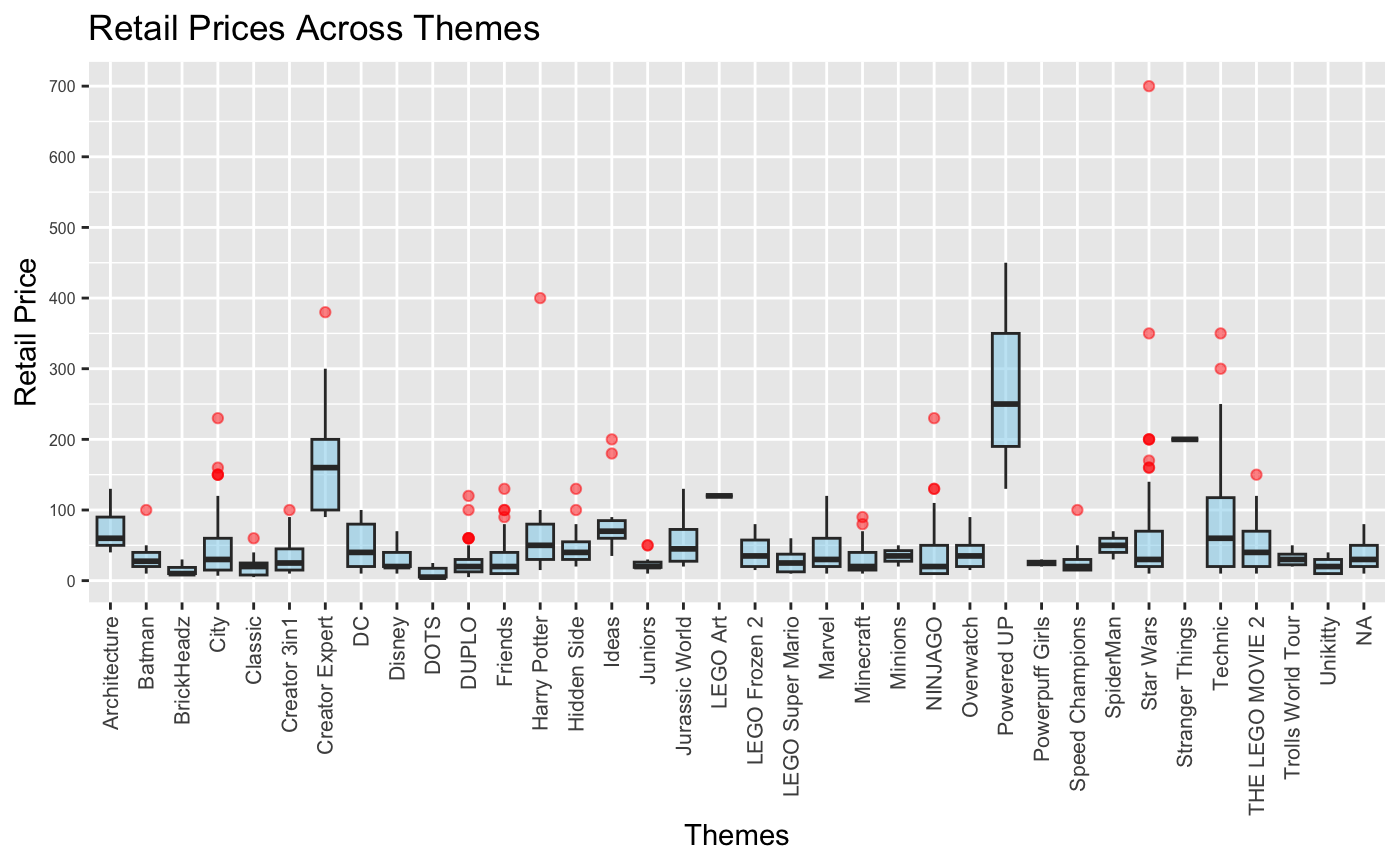 Retail Prices Across Themes
Retail Price
700
600
500
400
300
200
100
0
Architecture
Batman
BrickHeadz
City
Classic
Creator 3in1
Creator Expert
DC
Disney
DOTS
DUPLO
Friends
Harry Potter
Hidden Side
Ideas
Juniors
Jurassic World
LEGO Art
LEGO Frozen 2
LEGO Super Mario
Marvel
Minecraft
Minions
NINJAGO
Overwatch
Powered UP
Powerpuff Girls
Speed Champions
SpiderMan
Star Wars
Stranger Things
Technic
THE LEGO MOVIE 2
Trolls World Tour
Unikitty
NA
Themes